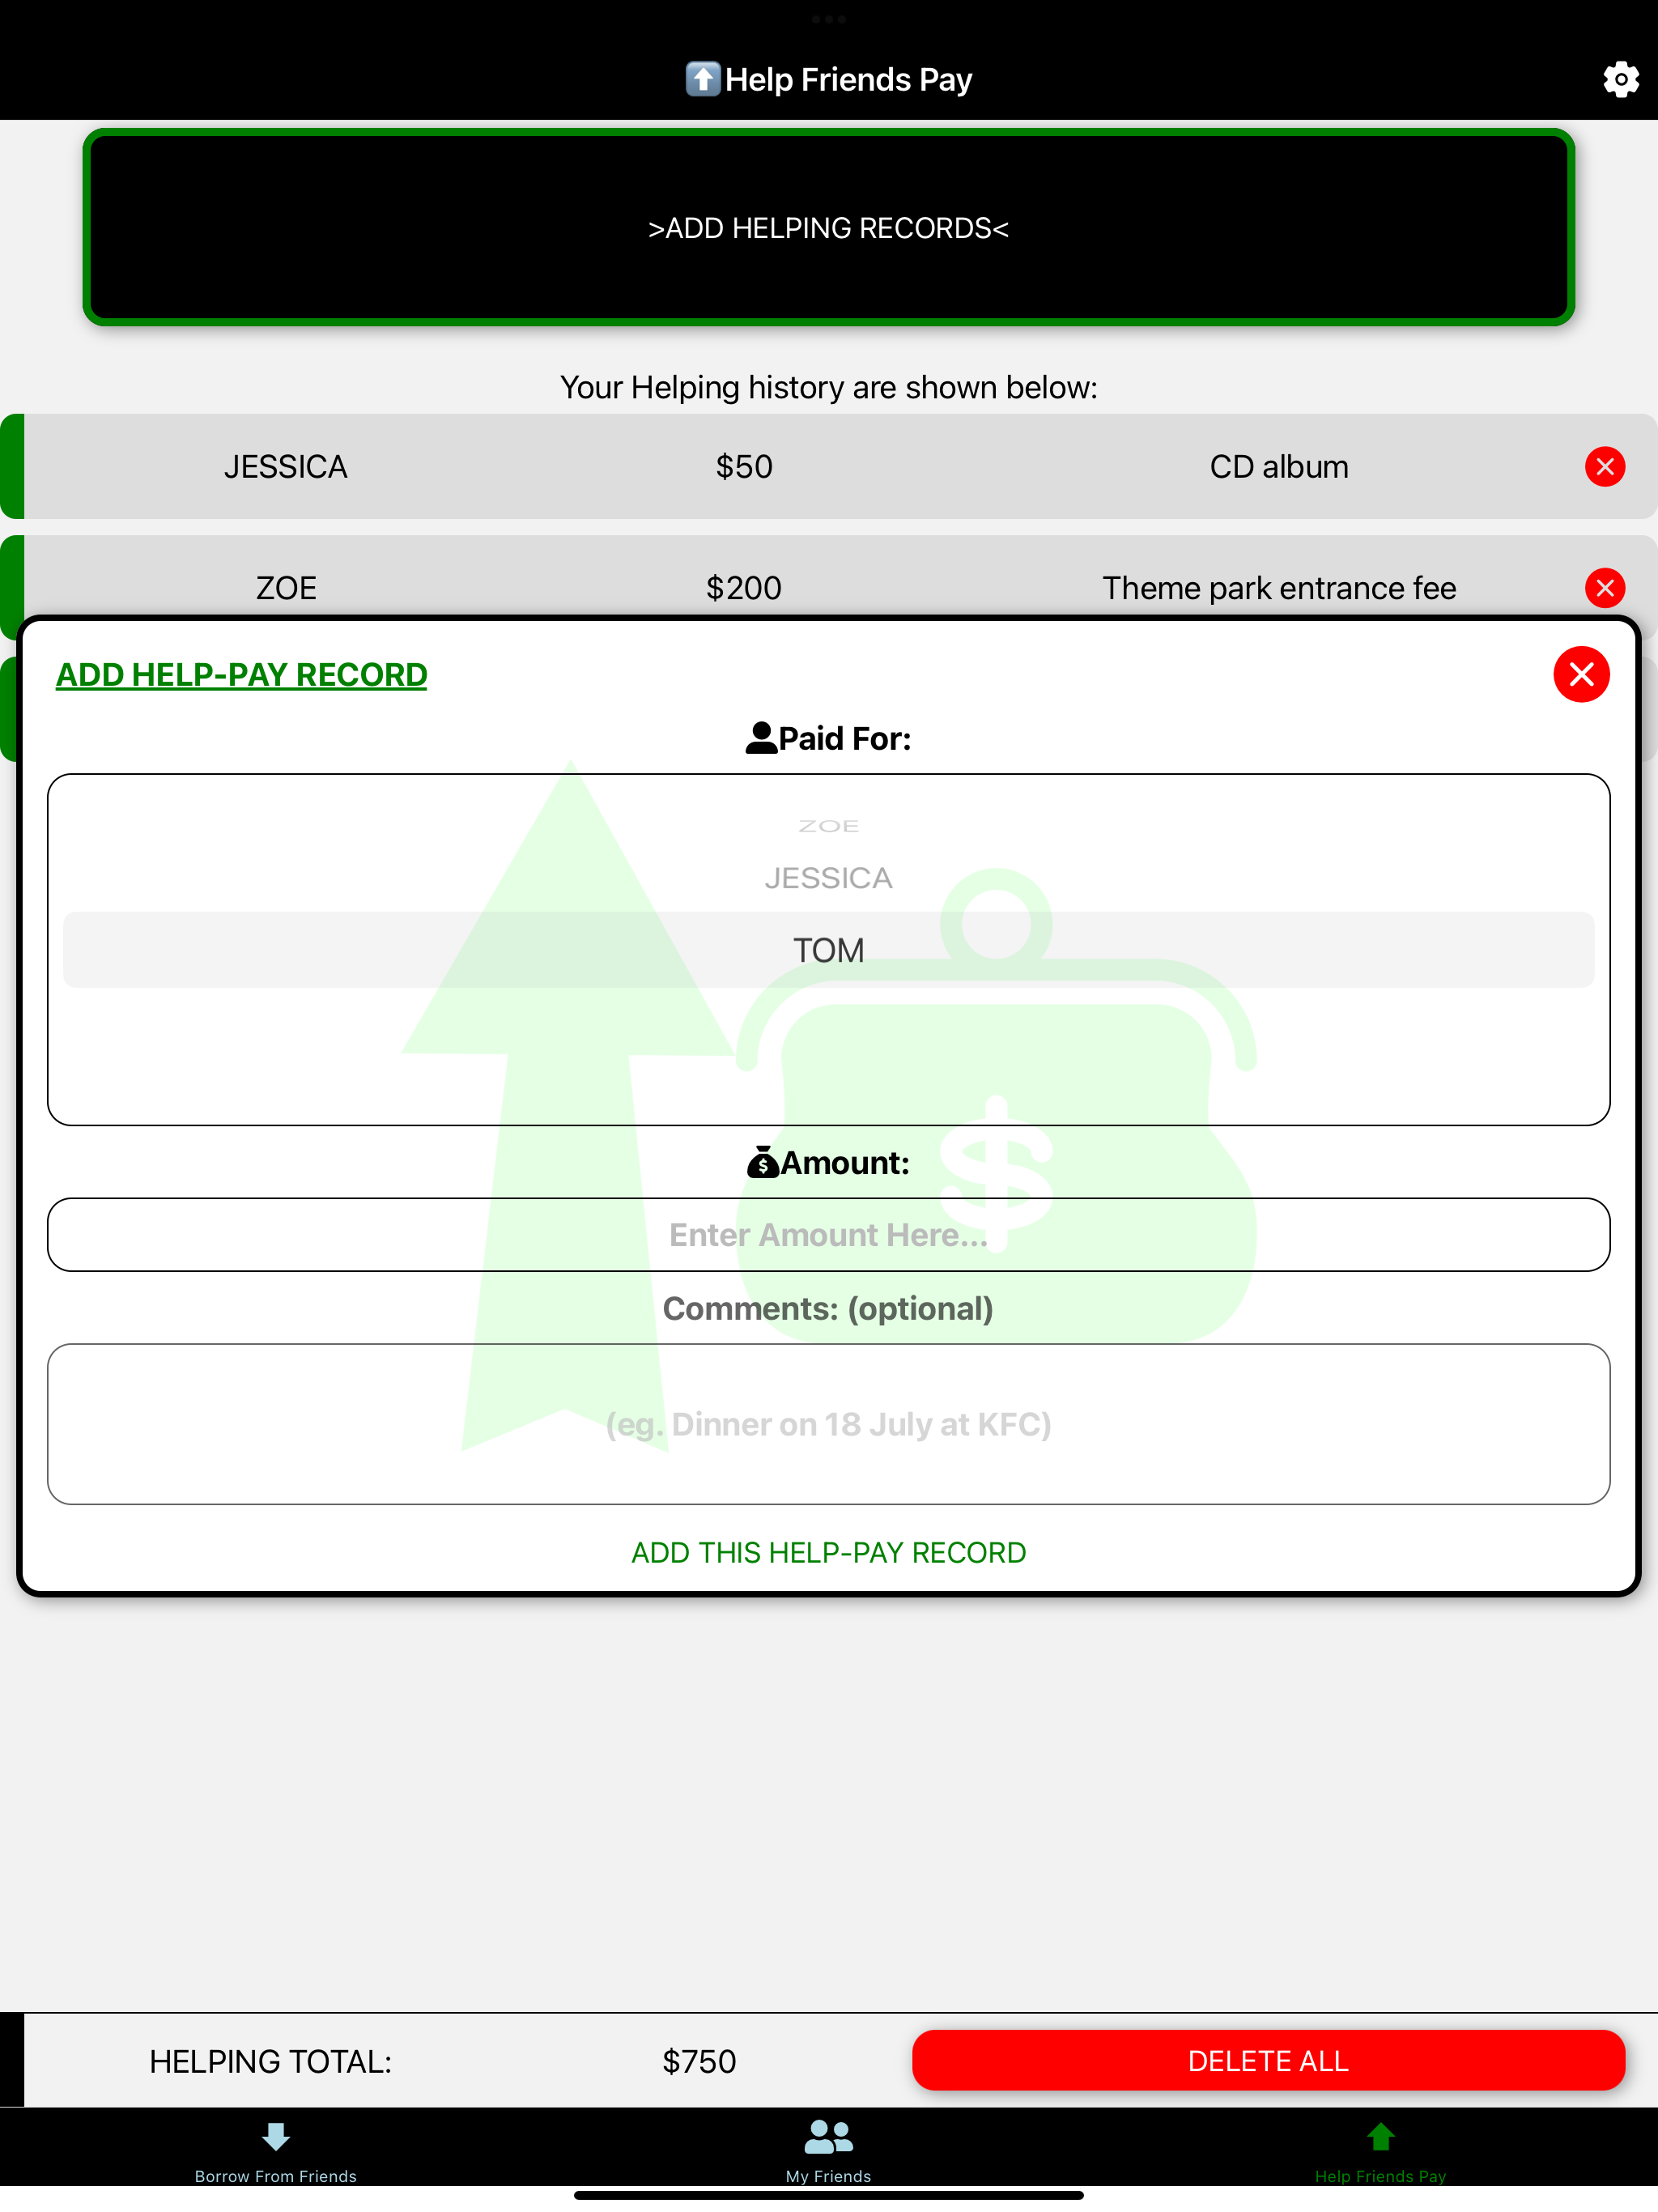 Help Friends Pay
>ADD HELPING RECORDS<
Your Helping history are shown below:
JESSICA $50 CD album
ZOE $200 Theme park entrance fee
ADD HELP-PAY RECORD
Paid For:
ZOE
JESSICA
TOM
Amount:
Enter Amount Here...
Comments: (optional)
(eg. Dinner on 18 July at KFC)
ADD THIS HELP-PAY RECORD
HELPING TOTAL: $750 DELETE ALL
Borrow From Friends My Friends Help Friends Pay